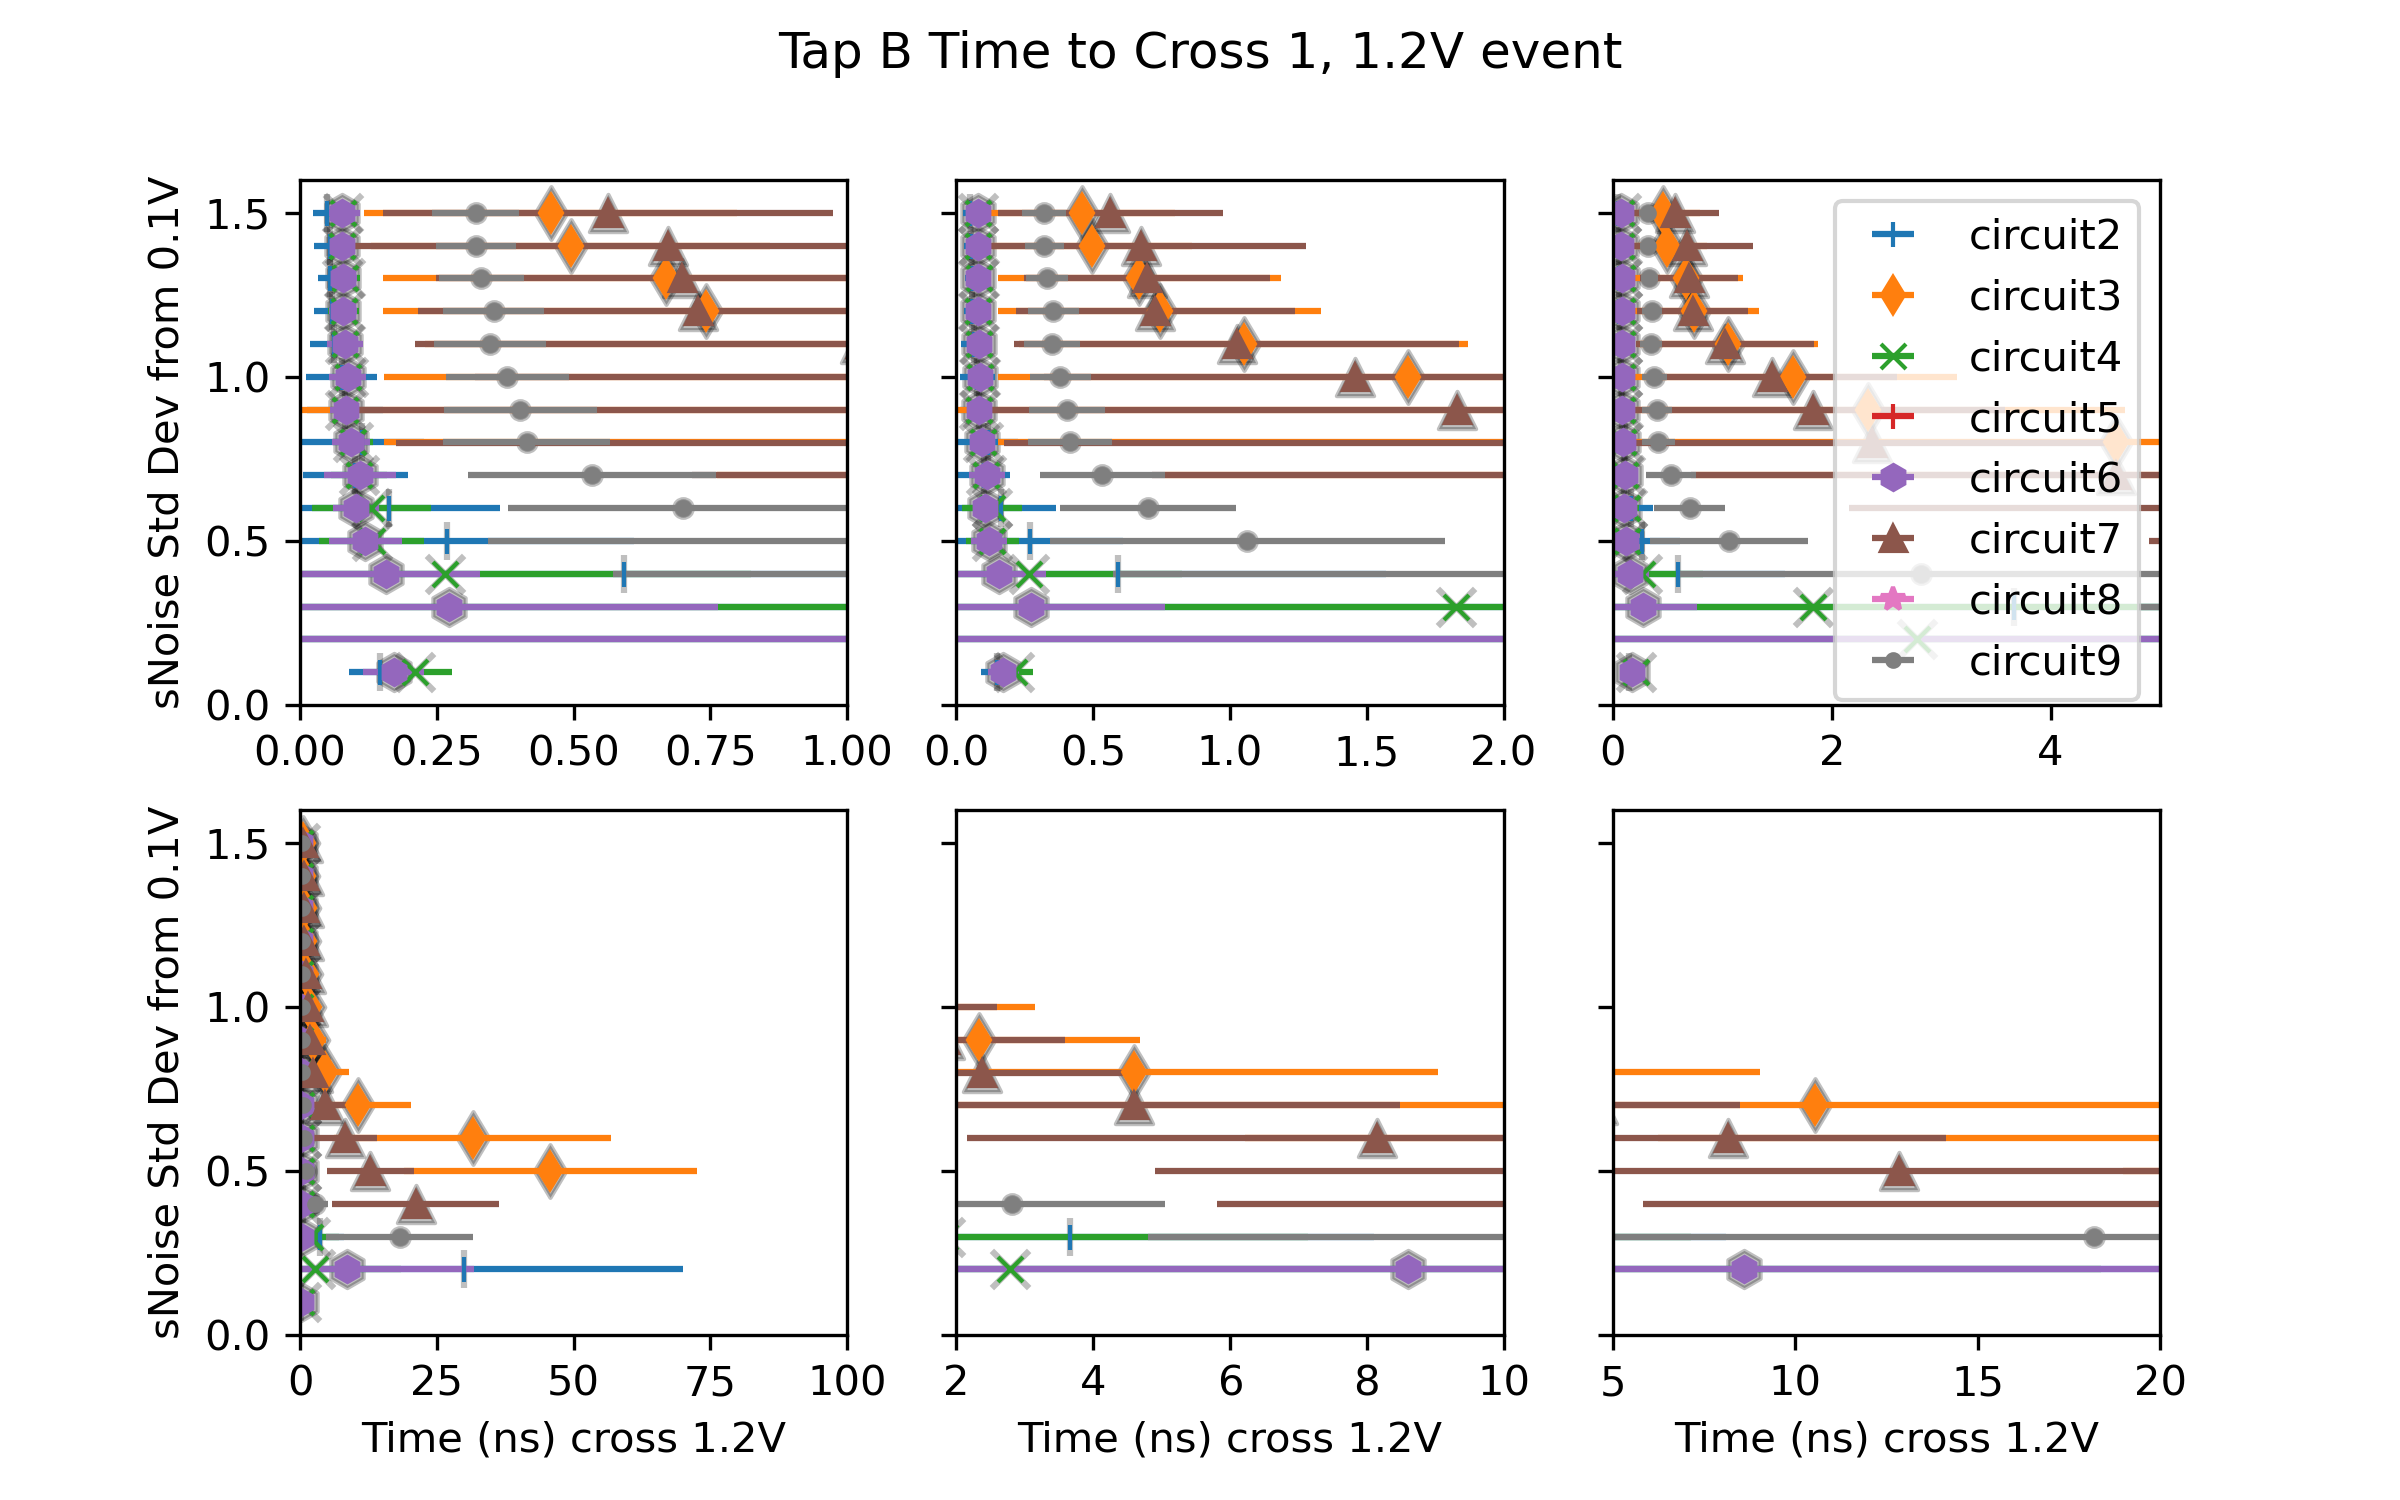 Tap B Time to Cross 1, 1.2V event
sNoise Std Dev from 0.1V
1.5
1.0
0.5
0.0
0.00 0.25 0.50 0.75 1.00
0.0 0.5 1.0 1.5 2.0
0 2 4
circuit2
circuit3
circuit4
circuit5
circuit6
circuit7
circuit8
circuit9
sNoise Std Dev from 0.1V
1.5
1.0
0.5
0.0
0 25 50 75 100
Time (ns) cross 1.2V
2 4 6 8 10
Time (ns) cross 1.2V
5 10 15 20
Time (ns) cross 1.2V